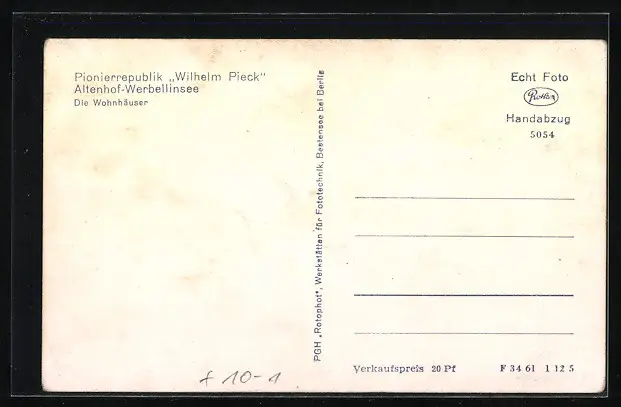 Pionierrepublik „Wilhelm Pieck"
Altenhof-Werbellinsee
Die Wohnhäuser
PGH „Rotophot", Werkstätten für Fototechnik, Bestensee bei Berlin
Echt Foto
Handabzug
5054
Verkaufspreis 20 Pf
F 34 61 1 12 5
f 10-1